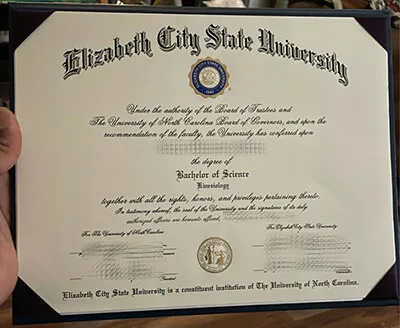 Elizabeth City State University
Under the authority of the Board of Trustees and
The University of North Carolina Board of Governors, and upon the
recommendation of the faculty, the University has conferred upon
the degree of
Bachelor of Science
Kinesiology
together with all the rights, honors, and privileges pertaining thereto.
In testimony whereof, the seal of the University and the signatures of its duly
authorized officers are hereunto affixed,
For The University of North Carolina
For Elizabeth City State University
President
Elizabeth City State University is a constituent institution of The University of North Carolina.